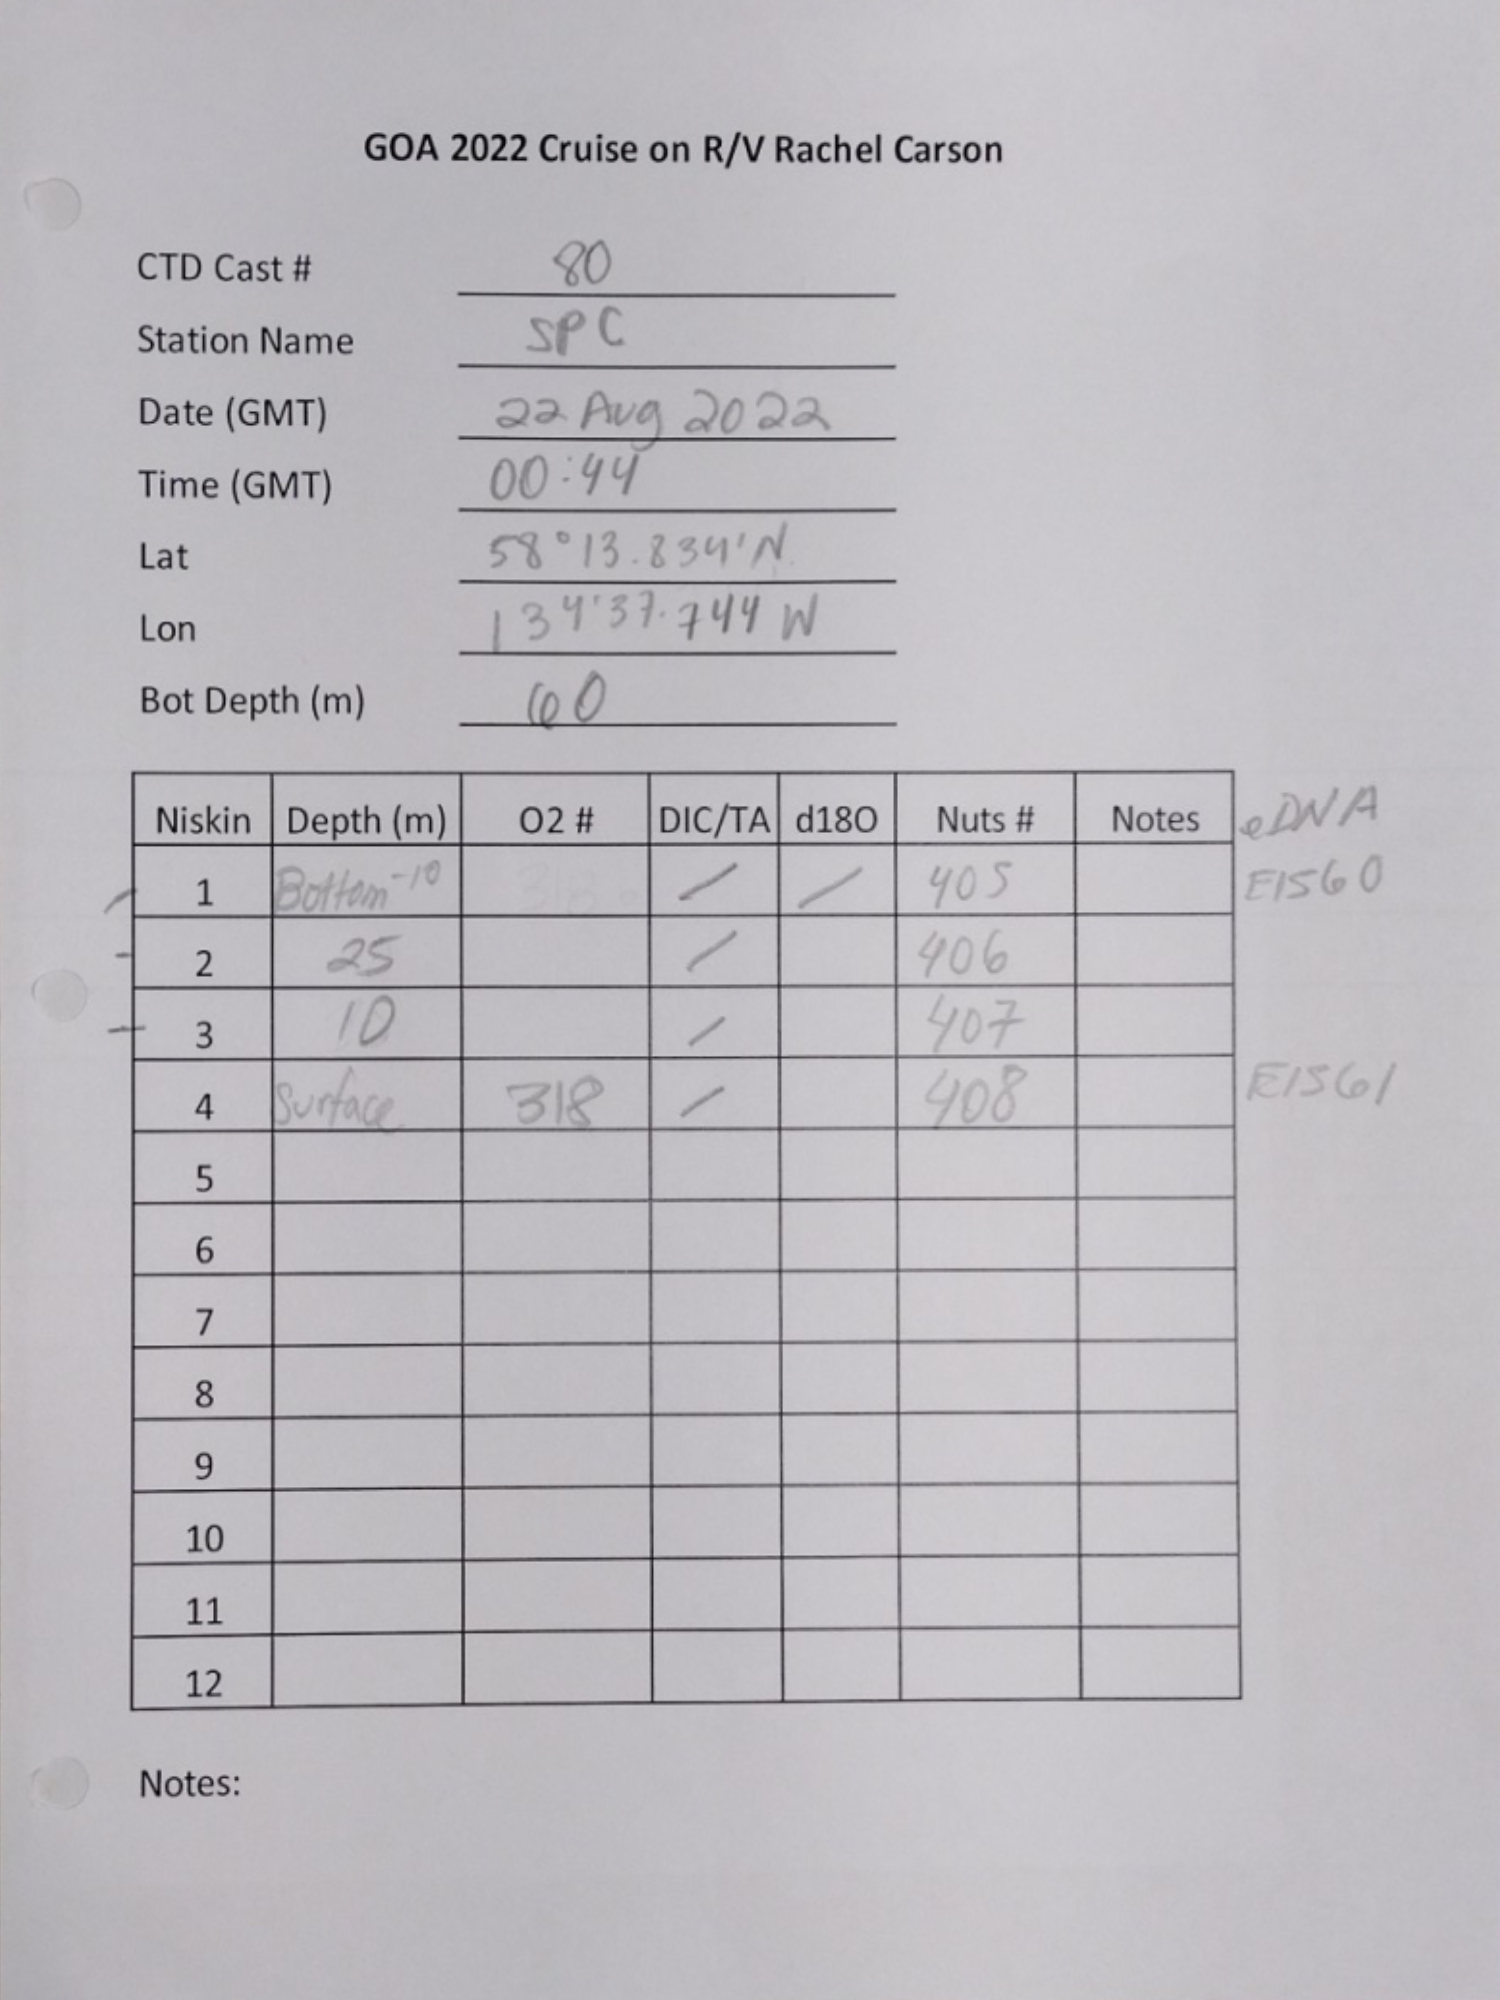 GOA 2022 Cruise on R/V Rachel Carson
CTD Cast # 80
Station Name SPC
Date (GMT) 22 Aug 2022
Time (GMT) 00:44
Lat 58°13.834'N
Lon 134°37.744 W
Bot Depth (m) 60
Niskin Depth (m) O2 # DIC/TA d18O Nuts # Notes eDNA
1 Bottom -10 / / 405 E1560
2 25 / 406
3 10 / 407
4 Surface 318 / 408 E1561
5
6
7
8
9
10
11
12
Notes: